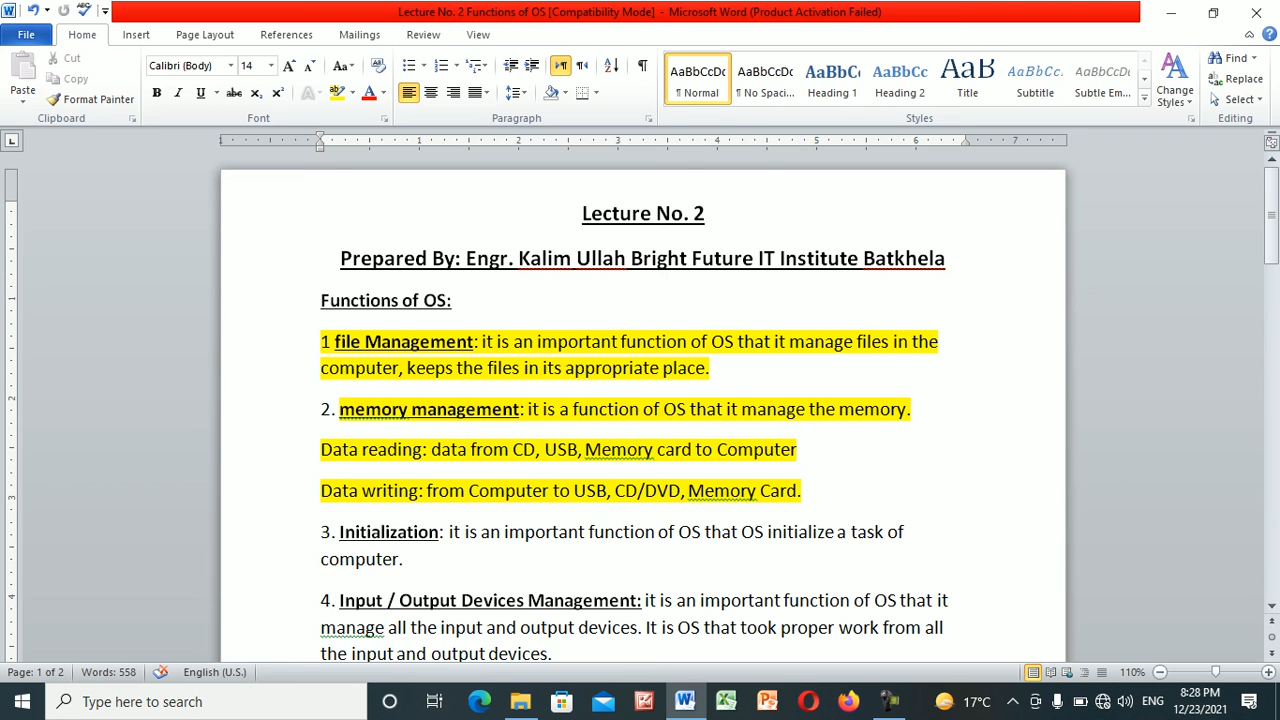 Lecture No. 2 Functions of OS [Compatibility Mode] - Microsoft Word (Product Activation Failed)
File Home Insert Page Layout References Mailings Review View
Paste
Cut
Copy
Format Painter
Clipboard
Calibri (Body) 14
Font
Paragraph
AaBbCcDc AaBbCcDc AaBbCc AaBbCc AaB AaBbCc. AaBbCcDc
¶ Normal ¶ No Spaci... Heading 1 Heading 2 Title Subtitle Subtle Em...
Change Styles
Styles
Find
Replace
Select
Editing
1 1 2 3 4 5 6 7
Lecture No. 2
Prepared By: Engr. Kalim Ullah Bright Future IT Institute Batkhela
Functions of OS:
1 file Management: it is an important function of OS that it manage files in the
computer, keeps the files in its appropriate place.
2. memory management: it is a function of OS that it manage the memory.
Data reading: data from CD, USB, Memory card to Computer
Data writing: from Computer to USB, CD/DVD, Memory Card.
3. Initialization: it is an important function of OS that OS initialize a task of
computer.
4. Input / Output Devices Management: it is an important function of OS that it
manage all the input and output devices. It is OS that took proper work from all
the input and output devices.
Page: 1 of 2 Words: 558 English (U.S.) 110%
Type here to search
17°C ENG 8:28 PM
12/23/2021